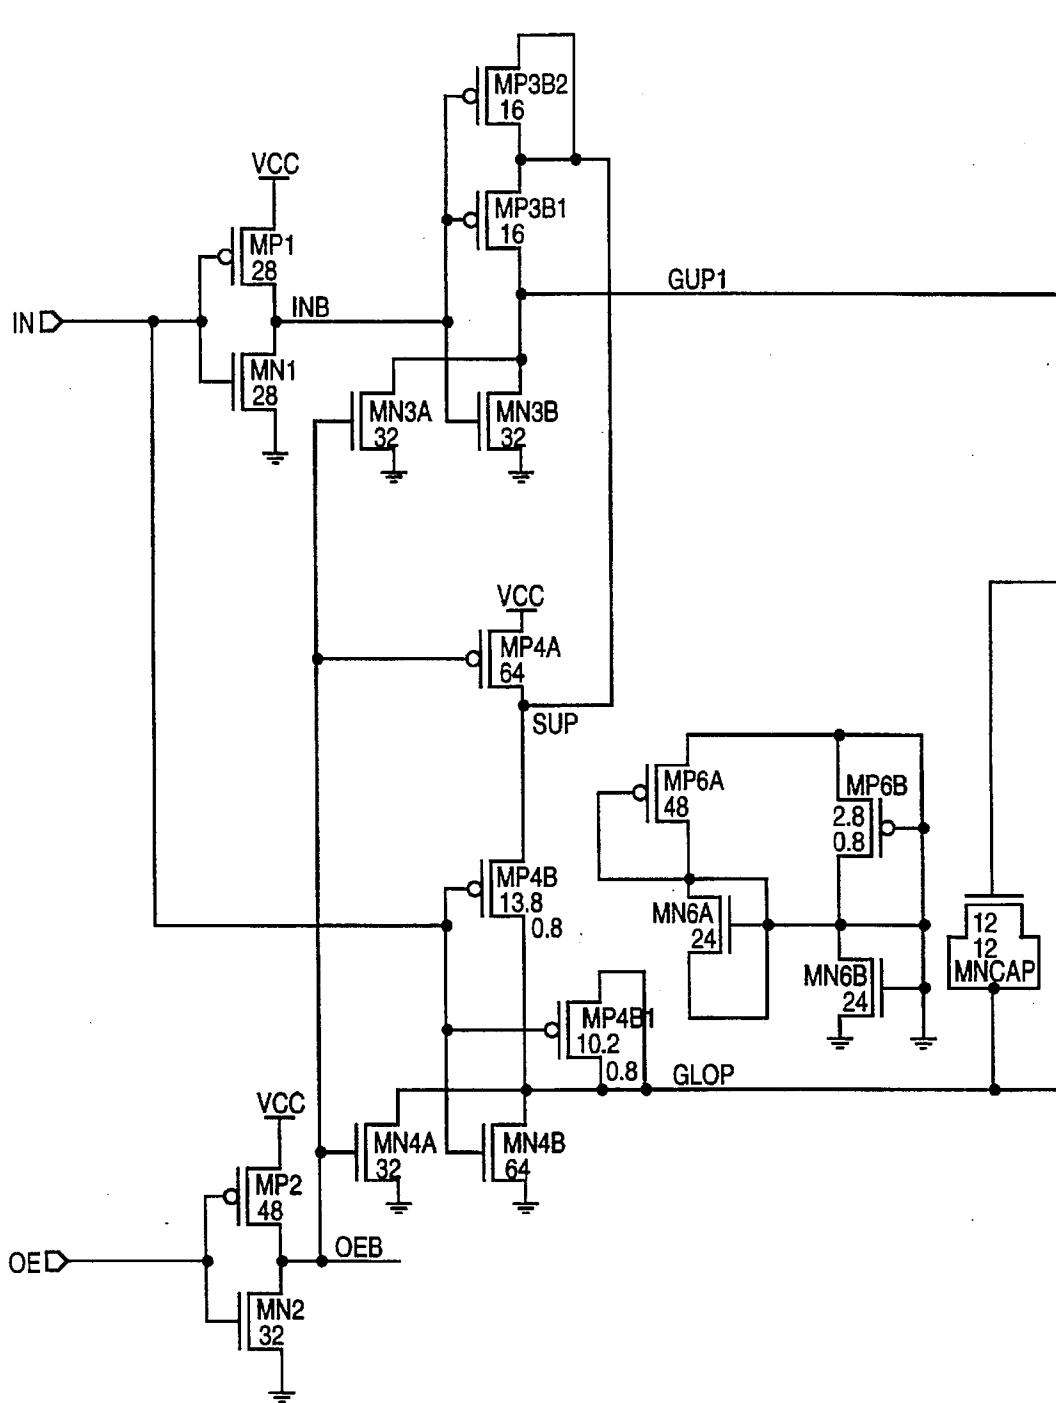 MP3B2
16
VCC
MP3B1
16
MP1
28
GUP1
INB
IN
MN1
28
MN3A
32
MN3B
32
VCC
MP4A
64
SUP
MP6A
48
MP6B
2.8
0.8
MP4B
13.8
0.8
MN6A
24
12
12
MNCAP
MN6B
24
MP4B1
10.2
0.8
GLOP
VCC
MN4A
32
MN4B
64
MP2
48
OEB
OE
MN2
32